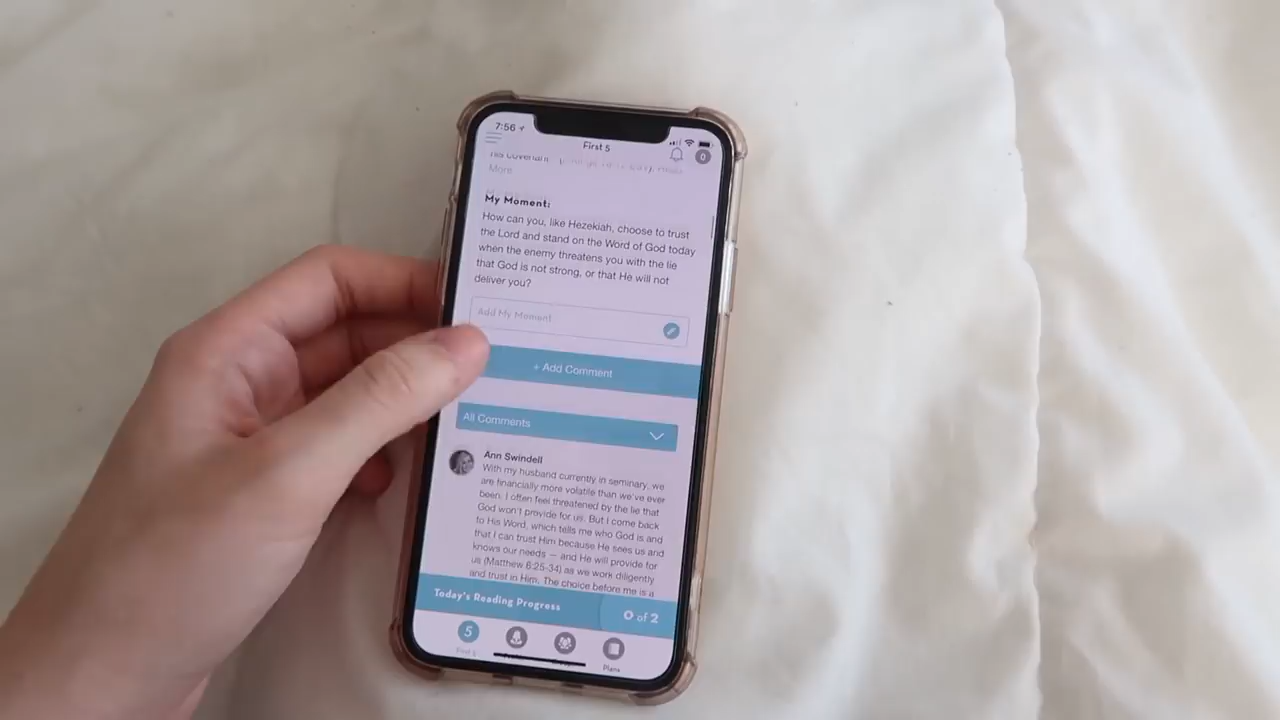 7:56
First 5
0
his covenant
More
My Moment:
How can you, like Hezekiah, choose to trust
the Lord and stand on the Word of God today
when the enemy threatens you with the lie
that God is not strong, or that He will not
deliver you?
Add My Moment
+ Add Comment
All Comments
Ann Swindell
With my husband currently in seminary, we
are financially more volatile than we've ever
been. I often feel threatened by the lie that
God won't provide for us. But I come back
to His Word, which tells me who God is and
that I can trust Him because He sees us and
knows our needs — and He will provide for
us (Matthew 6:25-34) as we work diligently
and trust in Him. The choice before me is a
Today's Reading Progress
0 of 2
5
First 5
Plans